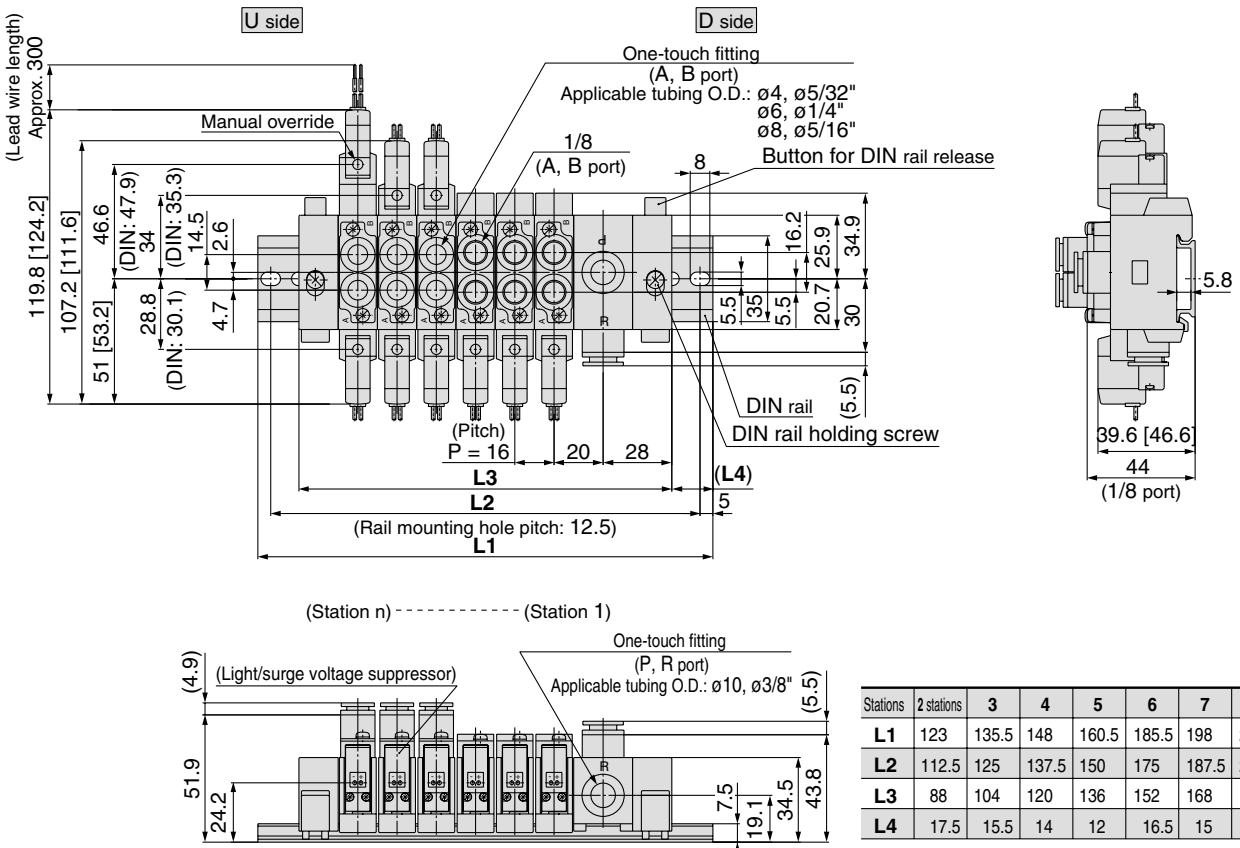 U side
D side
(Lead wire length)
Approx. 300
One-touch fitting
(A, B port)
Applicable tubing O.D.: ø4, ø5/32"
ø6, ø1/4"
ø8, ø5/16"
Manual override
1/8
(A, B port)
Button for DIN rail release
8
119.8 [124.2]
107.2 [111.6]
46.6
(DIN: 47.9)
34
(DIN: 35.3)
14.5
2.6
51 [53.2]
28.8
(DIN: 30.1)
4.7
B
B
B
B
B
B
A
A
A
A
A
A
P
R
5.5
35
5.5
16.2
25.9
34.9
20.7
30
(5.5)
5.8
DIN rail
DIN rail holding screw
39.6 [46.6]
44
(1/8 port)
(Pitch)
P = 16
20
28
L3
(L4)
L2
5
(Rail mounting hole pitch: 12.5)
L1
(Station n) - - - - - - - - - - - - (Station 1)
One-touch fitting
(P, R port)
Applicable tubing O.D.: ø10, ø3/8"
(Light/surge voltage suppressor)
(4.9)
51.9
24.2
R
(5.5)
7.5
19.1
34.5
43.8
Stations 2 stations 3 4 5 6 7
L1 123 135.5 148 160.5 185.5 198
L2 112.5 125 137.5 150 175 187.5
L3 88 104 120 136 152 168
L4 17.5 15.5 14 12 16.5 15